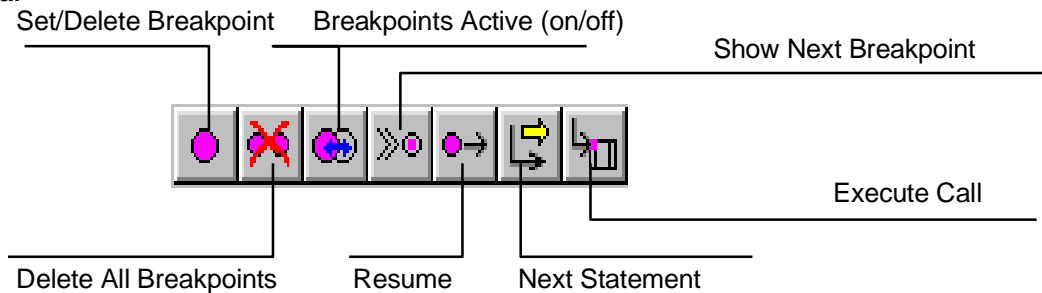 Set/Delete Breakpoint
Breakpoints Active (on/off)
Show Next Breakpoint
Execute Call
Delete All Breakpoints
Resume
Next Statement